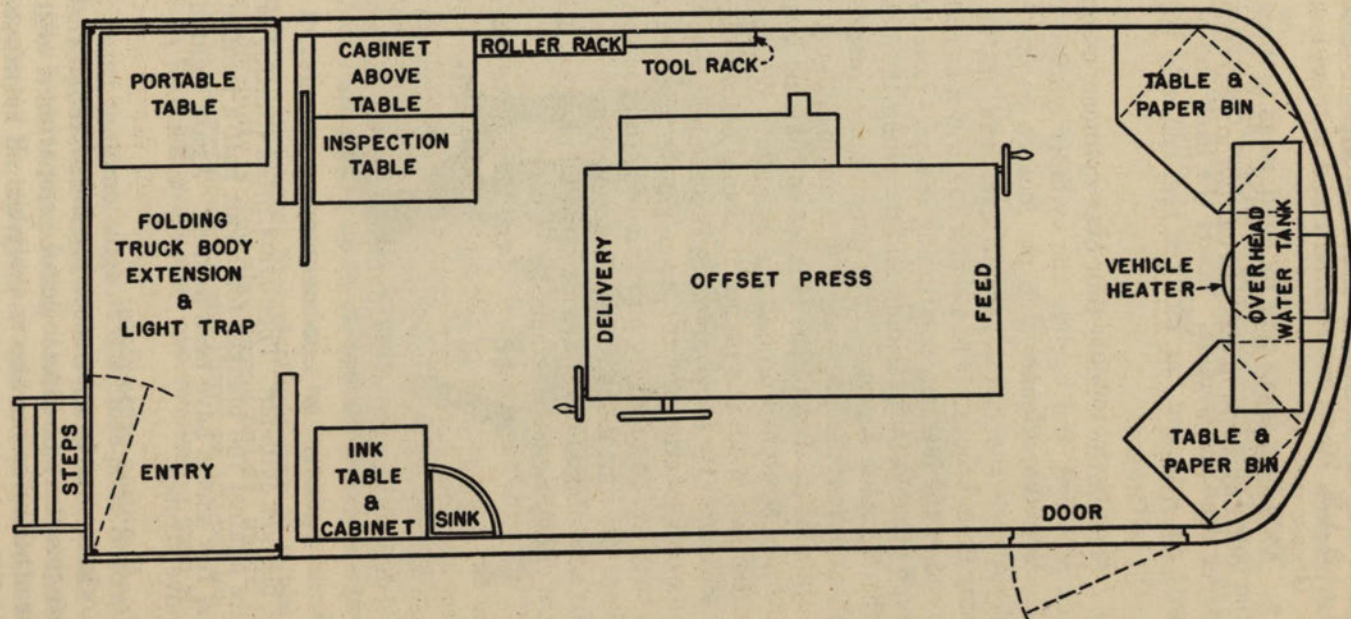 PORTABLE
TABLE
FOLDING
TRUCK BODY
EXTENSION
&
LIGHT TRAP
STEPS
ENTRY
CABINET
ABOVE
TABLE
INSPECTION
TABLE
ROLLER RACK
TOOL RACK
INK
TABLE
&
CABINET
SINK
DELIVERY
OFFSET PRESS
FEED
TABLE &
PAPER BIN
VEHICLE
HEATER
OVERHEAD
WATER TANK
TABLE &
PAPER BIN
DOOR